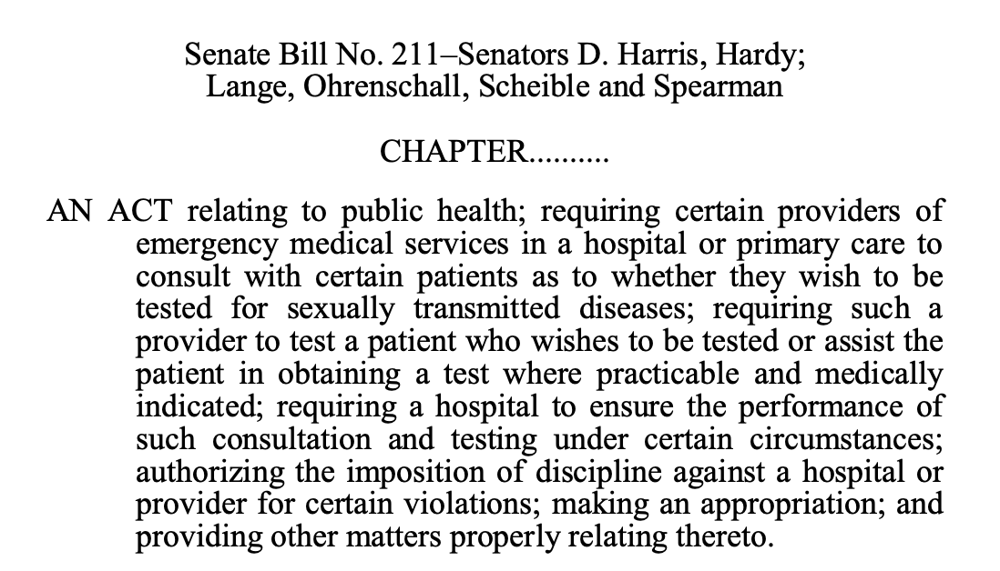 Senate Bill No. 211–Senators D. Harris, Hardy;
Lange, Ohrenschall, Scheible and Spearman
CHAPTER..........
AN ACT relating to public health; requiring certain providers of
emergency medical services in a hospital or primary care to
consult with certain patients as to whether they wish to be
tested for sexually transmitted diseases; requiring such a
provider to test a patient who wishes to be tested or assist the
patient in obtaining a test where practicable and medically
indicated; requiring a hospital to ensure the performance of
such consultation and testing under certain circumstances;
authorizing the imposition of discipline against a hospital or
provider for certain violations; making an appropriation; and
providing other matters properly relating thereto.